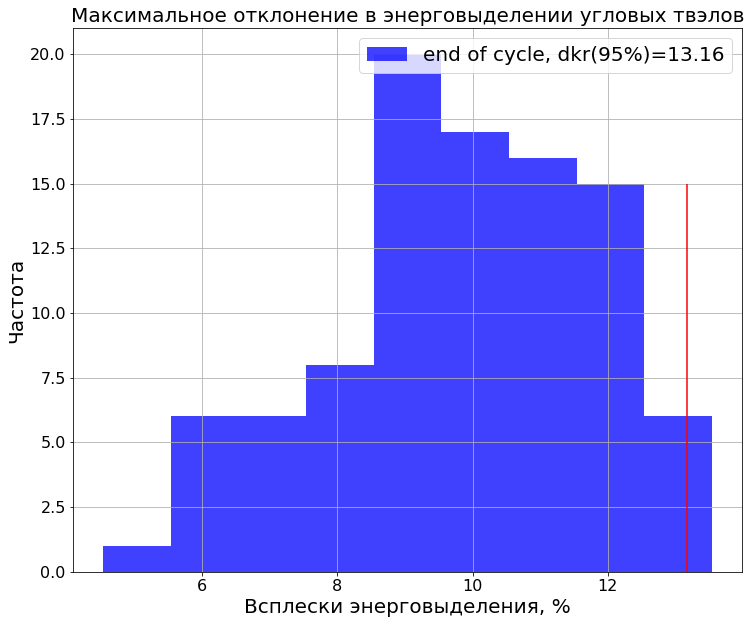 Максимальное отклонение в энерговыделении угловых твэлов
end of cycle, dkr(95%)=13.16
20.0
17.5
15.0
12.5
10.0
7.5
5.0
2.5
0.0
Частота
6 8 10 12
Всплески энерговыделения, %